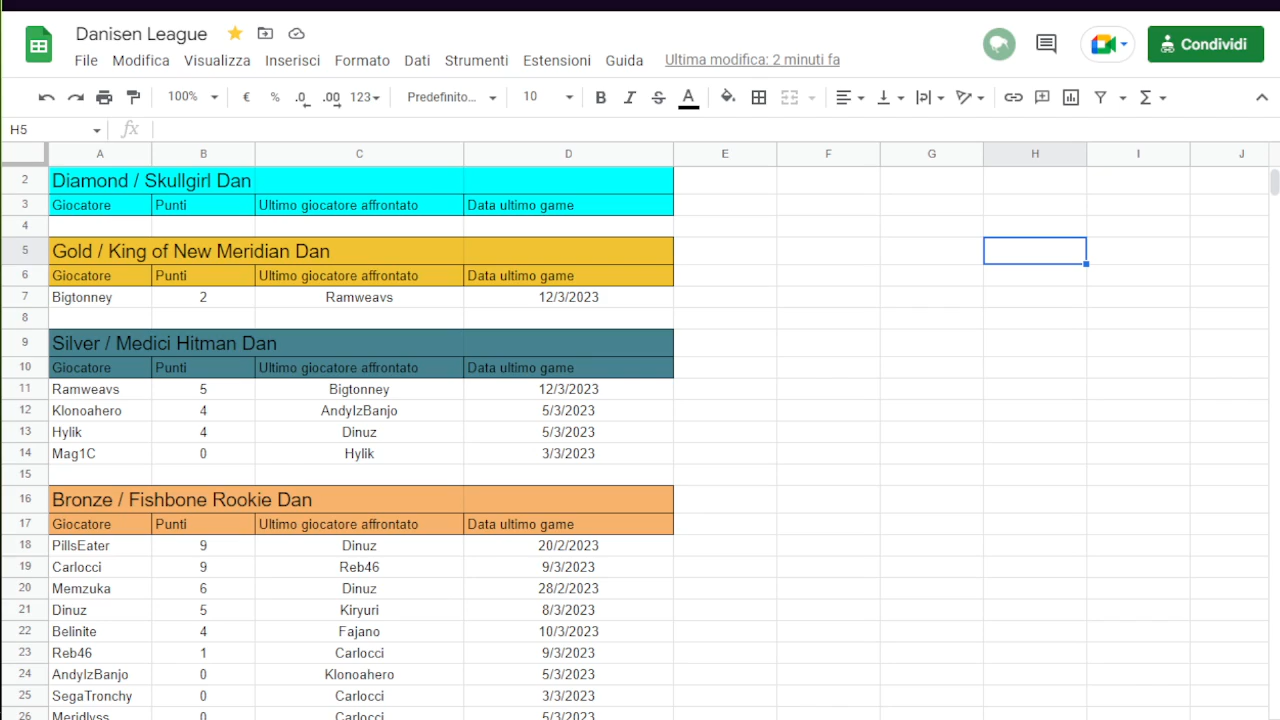 Danisen League
File Modifica Visualizza Inserisci Formato Dati Strumenti Estensioni Guida Ultima modifica: 2 minuti fa
Condividi
100% € % .0 .00 123 Predefinito... 10 B I S A Σ
H5 fx
A B C D E F G H I J
2 Diamond / Skullgirl Dan
3 Giocatore Punti Ultimo giocatore affrontato Data ultimo game
4
5 Gold / King of New Meridian Dan
6 Giocatore Punti Ultimo giocatore affrontato Data ultimo game
7 Bigtonney 2 Ramweavs 12/3/2023
8
9 Silver / Medici Hitman Dan
10 Giocatore Punti Ultimo giocatore affrontato Data ultimo game
11 Ramweavs 5 Bigtonney 12/3/2023
12 Klonoahero 4 AndyIzBanjo 5/3/2023
13 Hylik 4 Dinuz 5/3/2023
14 Mag1C 0 Hylik 3/3/2023
15
16 Bronze / Fishbone Rookie Dan
17 Giocatore Punti Ultimo giocatore affrontato Data ultimo game
18 PillsEater 9 Dinuz 20/2/2023
19 Carlocci 9 Reb46 9/3/2023
20 Memzuka 6 Dinuz 28/2/2023
21 Dinuz 5 Kiryuri 8/3/2023
22 Belinite 4 Fajano 10/3/2023
23 Reb46 1 Carlocci 9/3/2023
24 AndyIzBanjo 0 Klonoahero 5/3/2023
25 SegaTronchy 0 Carlocci 3/3/2023
26 Meridlyss 0 Carlocci 5/3/2023